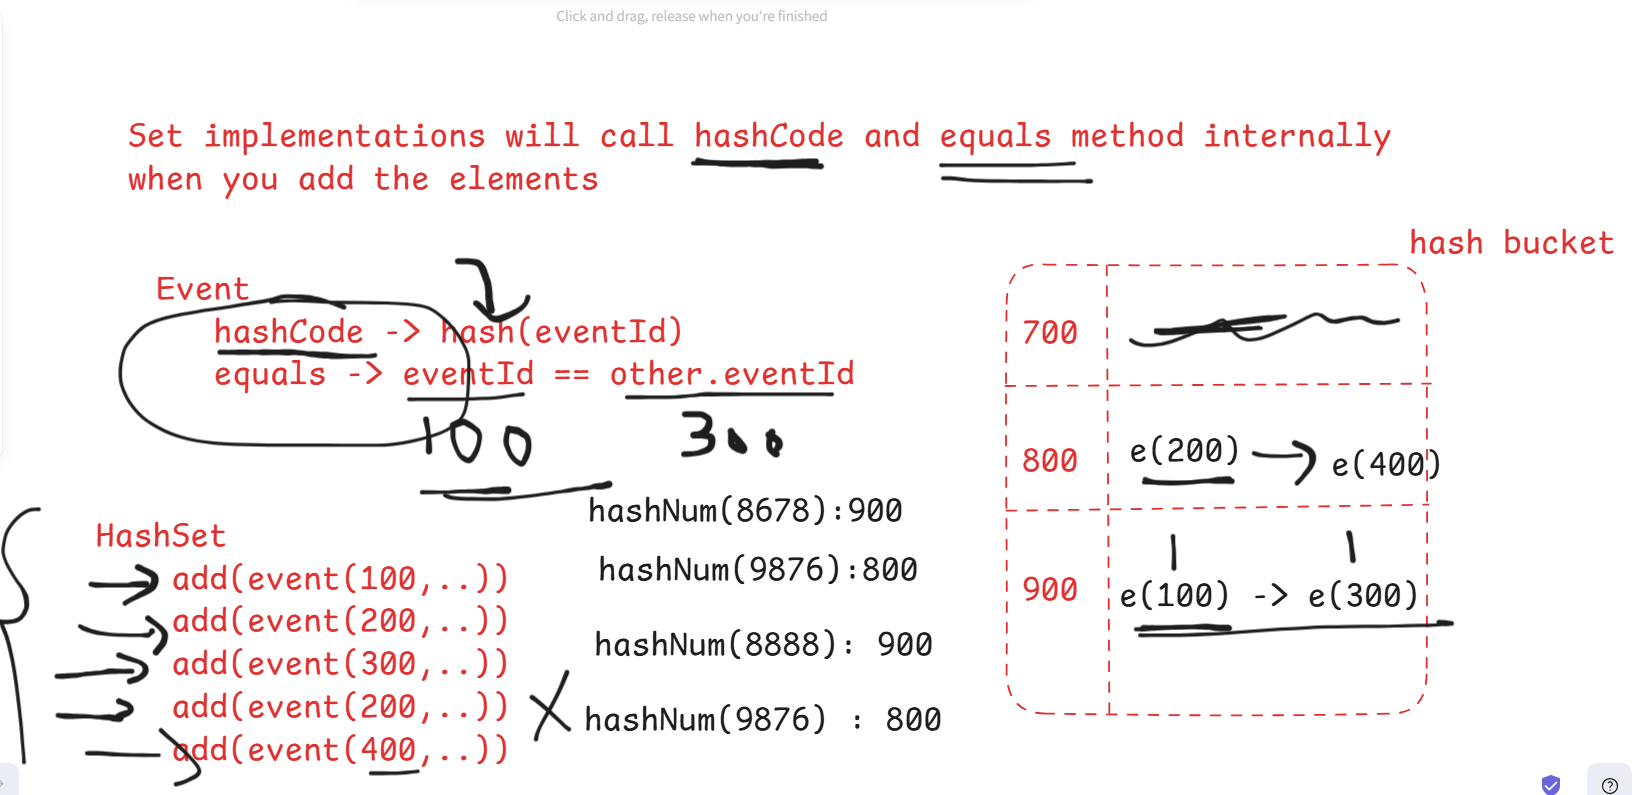 Click and drag, release when you're finished
Set implementations will call hashCode and equals method internally
when you add the elements
hash bucket
Event
hashCode -> hash(eventId)
equals -> eventId == other.eventId
100 300
700
800 e(200) e(400)
900 e(100) -> e(300)
HashSet
add(event(100,..))
add(event(200,..))
add(event(300,..))
add(event(200,..))
add(event(400,..))
hashNum(8678):900
hashNum(9876):800
hashNum(8888): 900
hashNum(9876) : 800